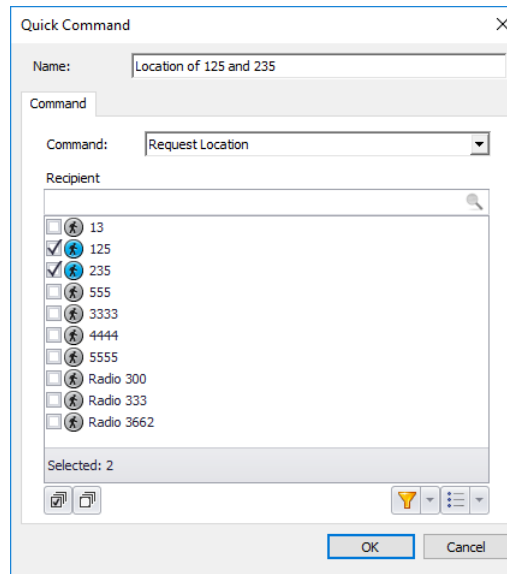 Quick Command
Name: Location of 125 and 235
Command
Command: Request Location
Recipient
13
125
235
555
3333
4444
5555
Radio 300
Radio 333
Radio 3662
Selected: 2
OK Cancel